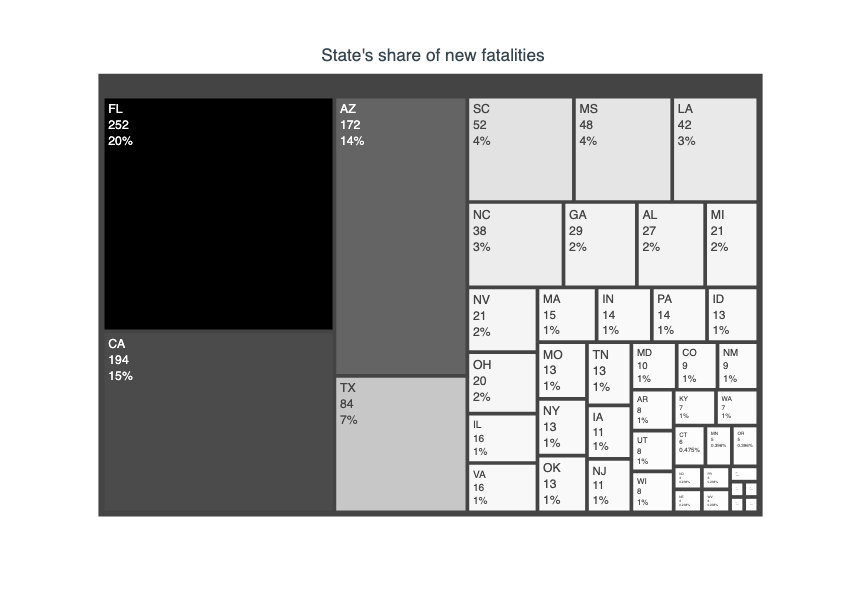 State's share of new fatalities
FL
252
20%
CA
194
15%
AZ
172
14%
TX
84
7%
SC
52
4%
MS
48
4%
LA
42
3%
NC
38
3%
GA
29
2%
AL
27
2%
MI
21
2%
NV
21
2%
OH
20
2%
IL
16
1%
VA
16
1%
MA
15
1%
IN
14
1%
PA
14
1%
ID
13
1%
MO
13
1%
NY
13
1%
OK
13
1%
TN
13
1%
IA
11
1%
NJ
11
1%
MD
10
1%
CO
9
1%
NM
9
1%
AR
8
1%
UT
8
1%
WI
8
1%
KY
7
1%
WA
7
1%
CT
6
0.475%
MN
5
0.396%
OR
5
0.396%